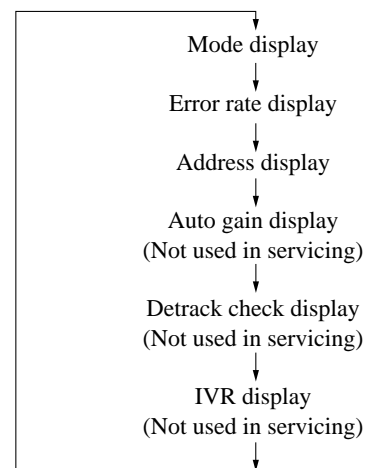 Mode display
Error rate display
Address display
Auto gain display
(Not used in servicing)
Detrack check display
(Not used in servicing)
IVR display
(Not used in servicing)